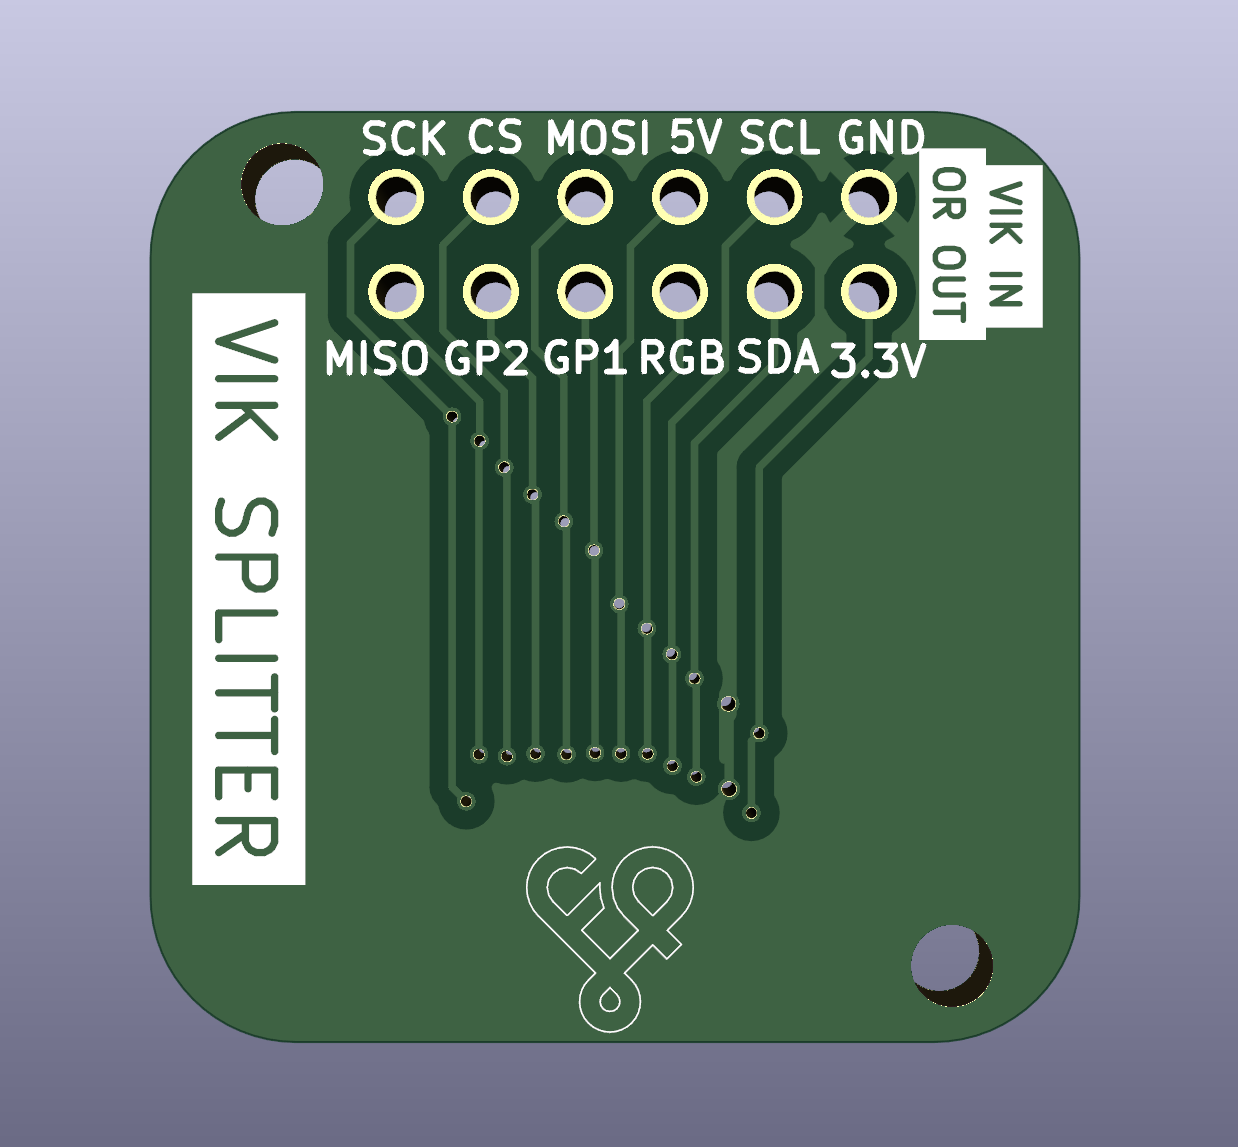 SCK CS MOSI 5V SCL GND
MISO GP2 GP1 RGB SDA 3.3V
VIK IN
OR OUT
VIK SPLITTER